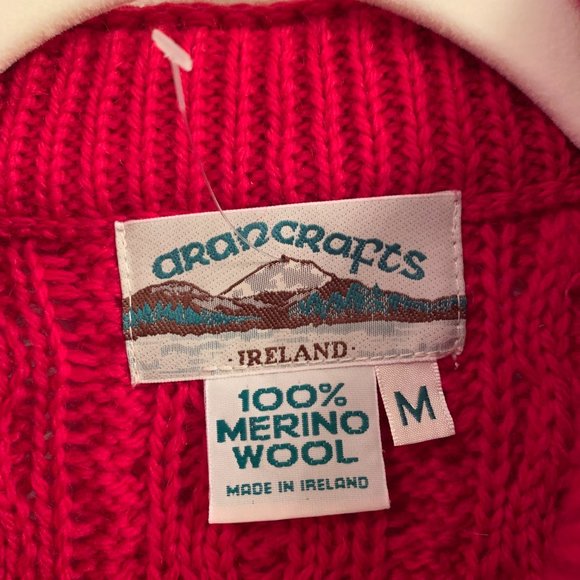 arancrafts
·IRELAND·
100%
MERINO
WOOL
MADE IN IRELAND
M